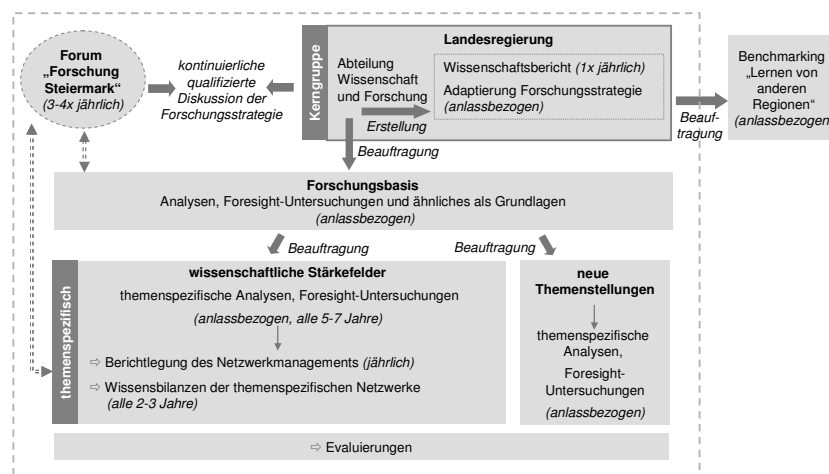 Forum
„Forschung
Steiermark“
(3-4x jährlich)
kontinuierliche
qualifizierte
Diskussion der
Forschungsstrategie
Kerngruppe
Landesregierung
Abteilung
Wissenschaft
und Forschung
Erstellung
Wissenschaftsbericht (1x jährlich)
Adaptierung Forschungsstrategie
(anlassbezogen)
Beauf-
tragung
Benchmarking
„Lernen von
anderen
Regionen“
(anlassbezogen)
Beauftragung
Forschungsbasis
Analysen, Foresight-Untersuchungen und ähnliches als Grundlagen
(anlassbezogen)
Beauftragung
Beauftragung
themenspezifisch
wissenschaftliche Stärkefelder
themenspezifische Analysen, Foresight-Untersuchungen
(anlassbezogen, alle 5-7 Jahre)
⇨ Berichtlegung des Netzwerkmanagements (jährlich)
⇨ Wissensbilanzen der themenspezifischen Netzwerke
(alle 2-3 Jahre)
neue
Themenstellungen
themenspezifische
Analysen,
Foresight-
Untersuchungen
(anlassbezogen)
⇨ Evaluierungen